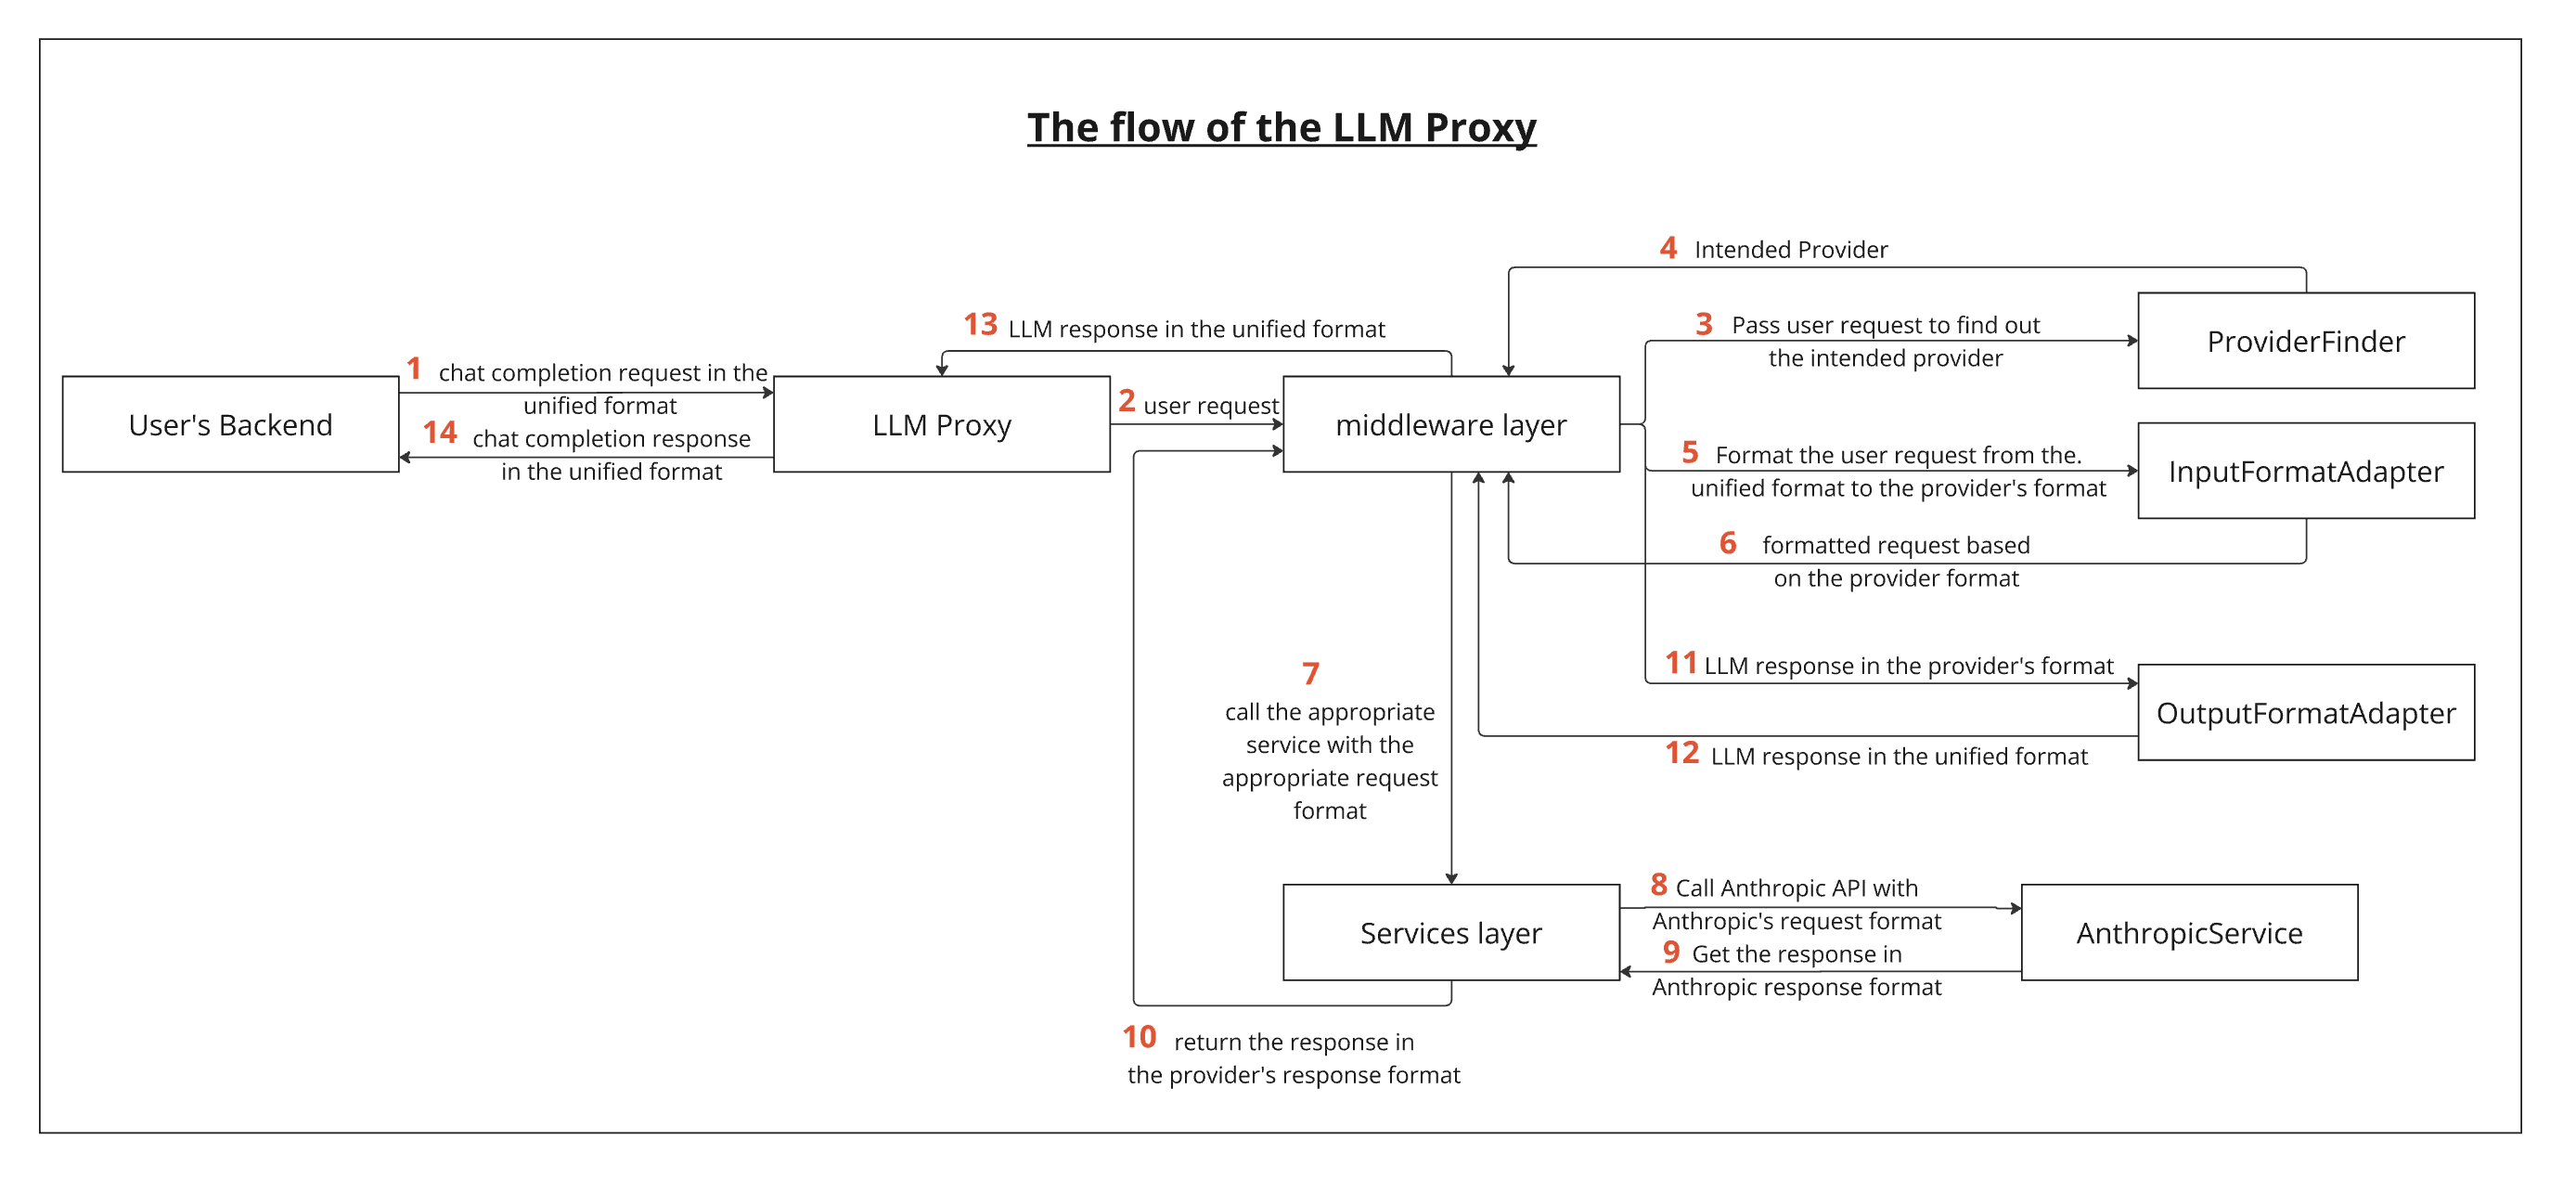 The flow of the LLM Proxy
4 Intended Provider
13 LLM response in the unified format
3 Pass user request to find out
the intended provider
ProviderFinder
1 chat completion request in the
unified format
User's Backend
14 chat completion response
in the unified format
LLM Proxy
2 user request
middleware layer
5 Format the user request from the.
unified format to the provider's format
InputFormatAdapter
6 formatted request based
on the provider format
11 LLM response in the provider's format
OutputFormatAdapter
12 LLM response in the unified format
7
call the appropriate
service with the
appropriate request
format
Services layer
8 Call Anthropic API with
Anthropic's request format
9 Get the response in
Anthropic response format
AnthropicService
10 return the response in
the provider's response format